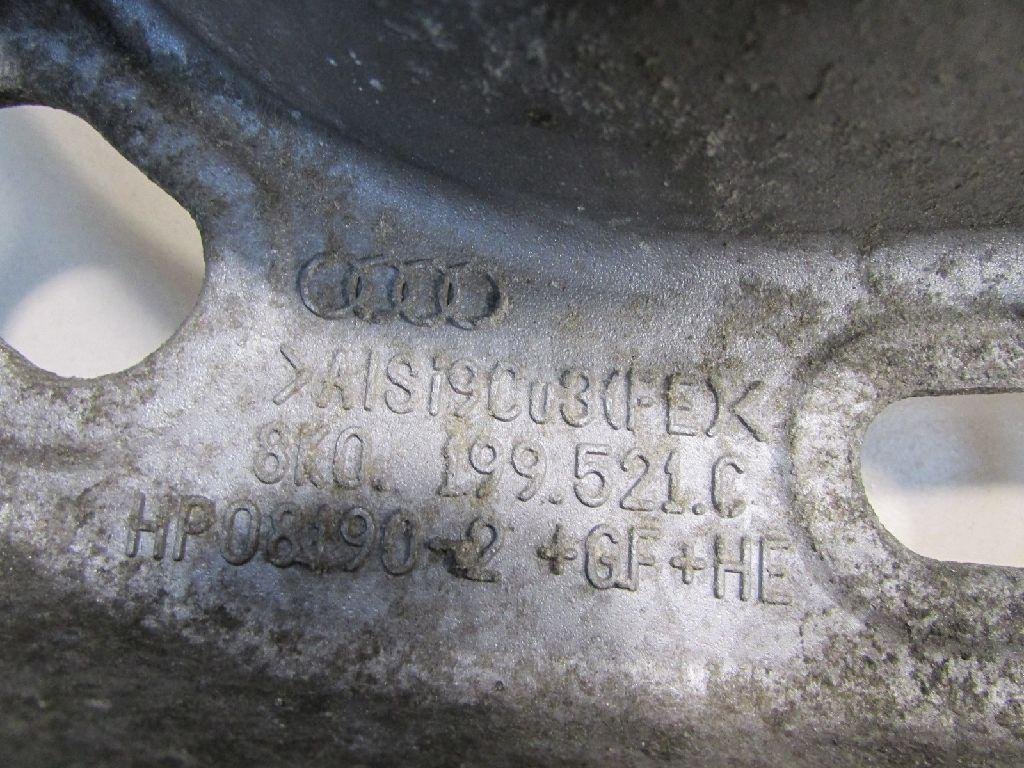 >AlSi9Cu3(FE)<
8K0. 199.521.C
HP08190-2 +GF+HE